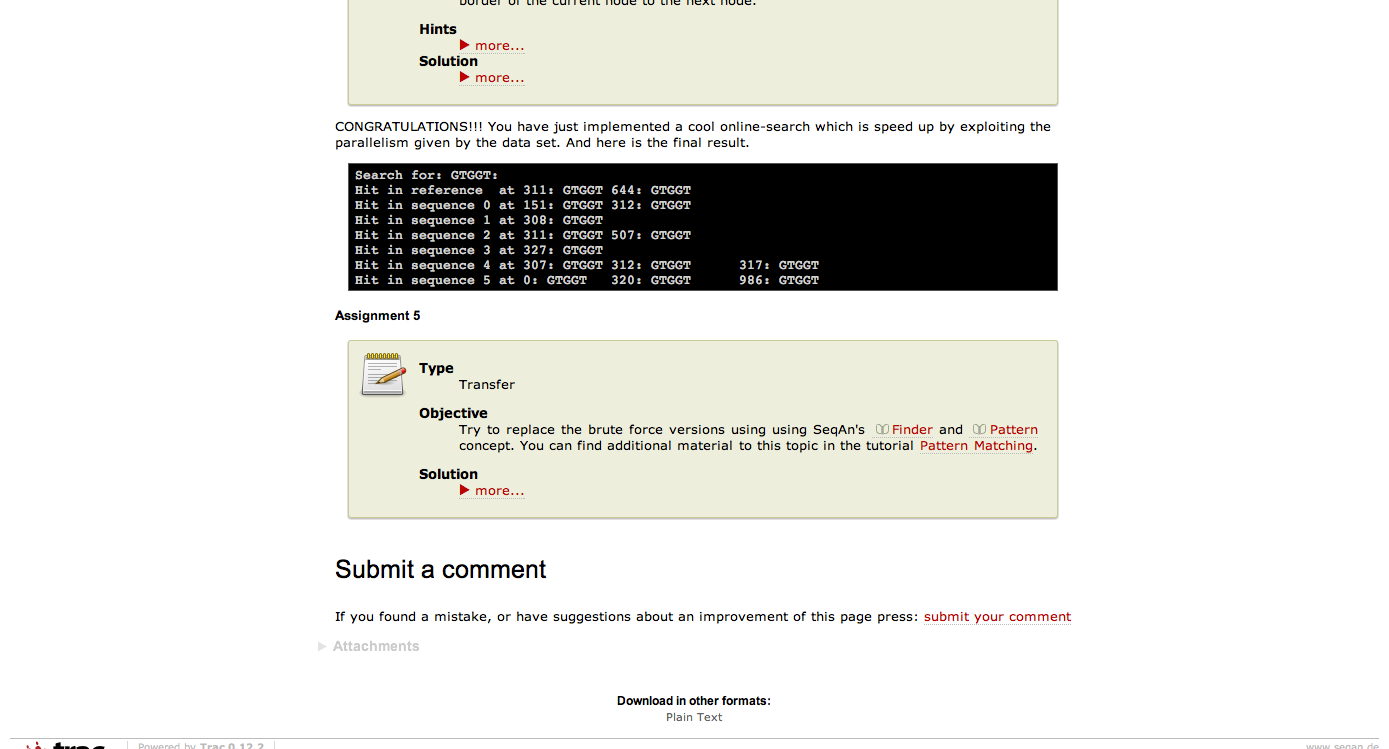 border of the current node to the next node.
Hints
more...
Solution
more...
CONGRATULATIONS!!! You have just implemented a cool online-search which is speed up by exploiting the
parallelism given by the data set. And here is the final result.
Search for: GTGGT:
Hit in reference  at 311: GTGGT 644: GTGGT
Hit in sequence 0 at 151: GTGGT 312: GTGGT
Hit in sequence 1 at 308: GTGGT
Hit in sequence 2 at 311: GTGGT 507: GTGGT
Hit in sequence 3 at 327: GTGGT
Hit in sequence 4 at 307: GTGGT 312: GTGGT      317: GTGGT
Hit in sequence 5 at 0: GTGGT   320: GTGGT      986: GTGGT
Assignment 5
Type
Transfer
Objective
Try to replace the brute force versions using using SeqAn's Finder and Pattern
concept. You can find additional material to this topic in the tutorial Pattern Matching.
Solution
more...
Submit a comment
If you found a mistake, or have suggestions about an improvement of this page press: submit your comment
Attachments
Download in other formats:
Plain Text
trac Powered by Trac 0.12.2 www.seqan.de